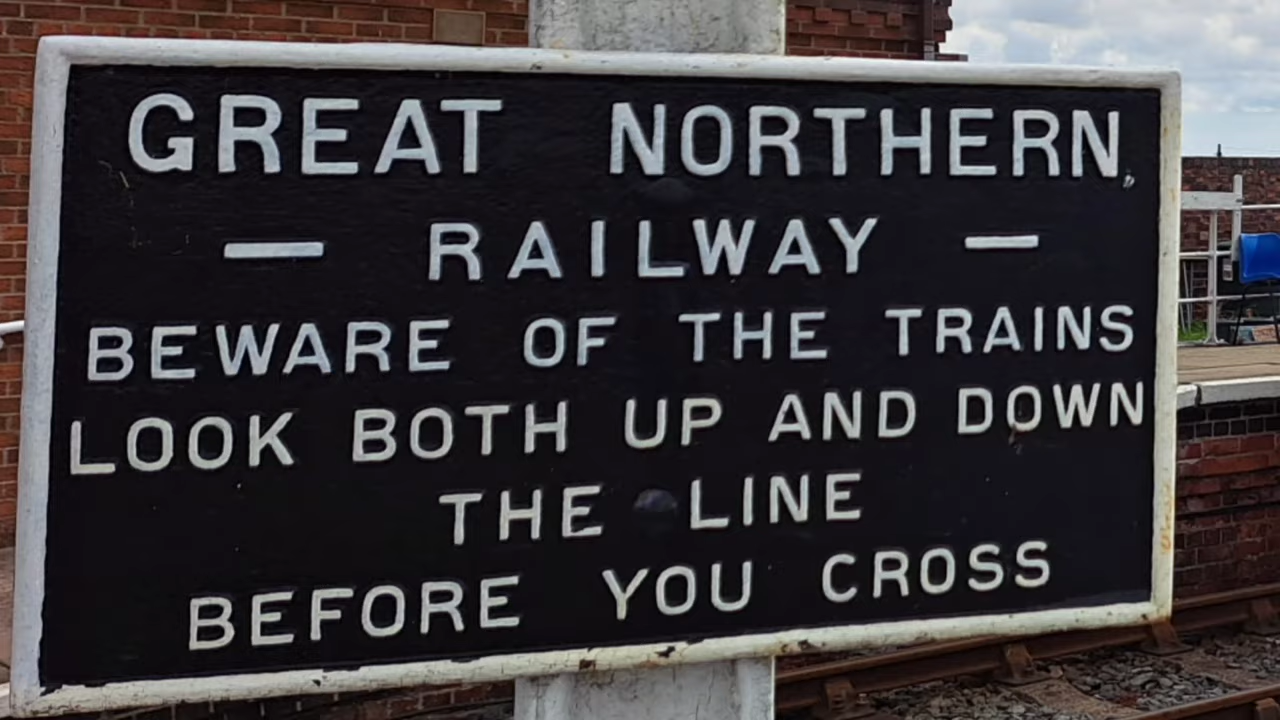 GREAT NORTHERN
— RAILWAY —
BEWARE OF THE TRAINS
LOOK BOTH UP AND DOWN
THE LINE
BEFORE YOU CROSS